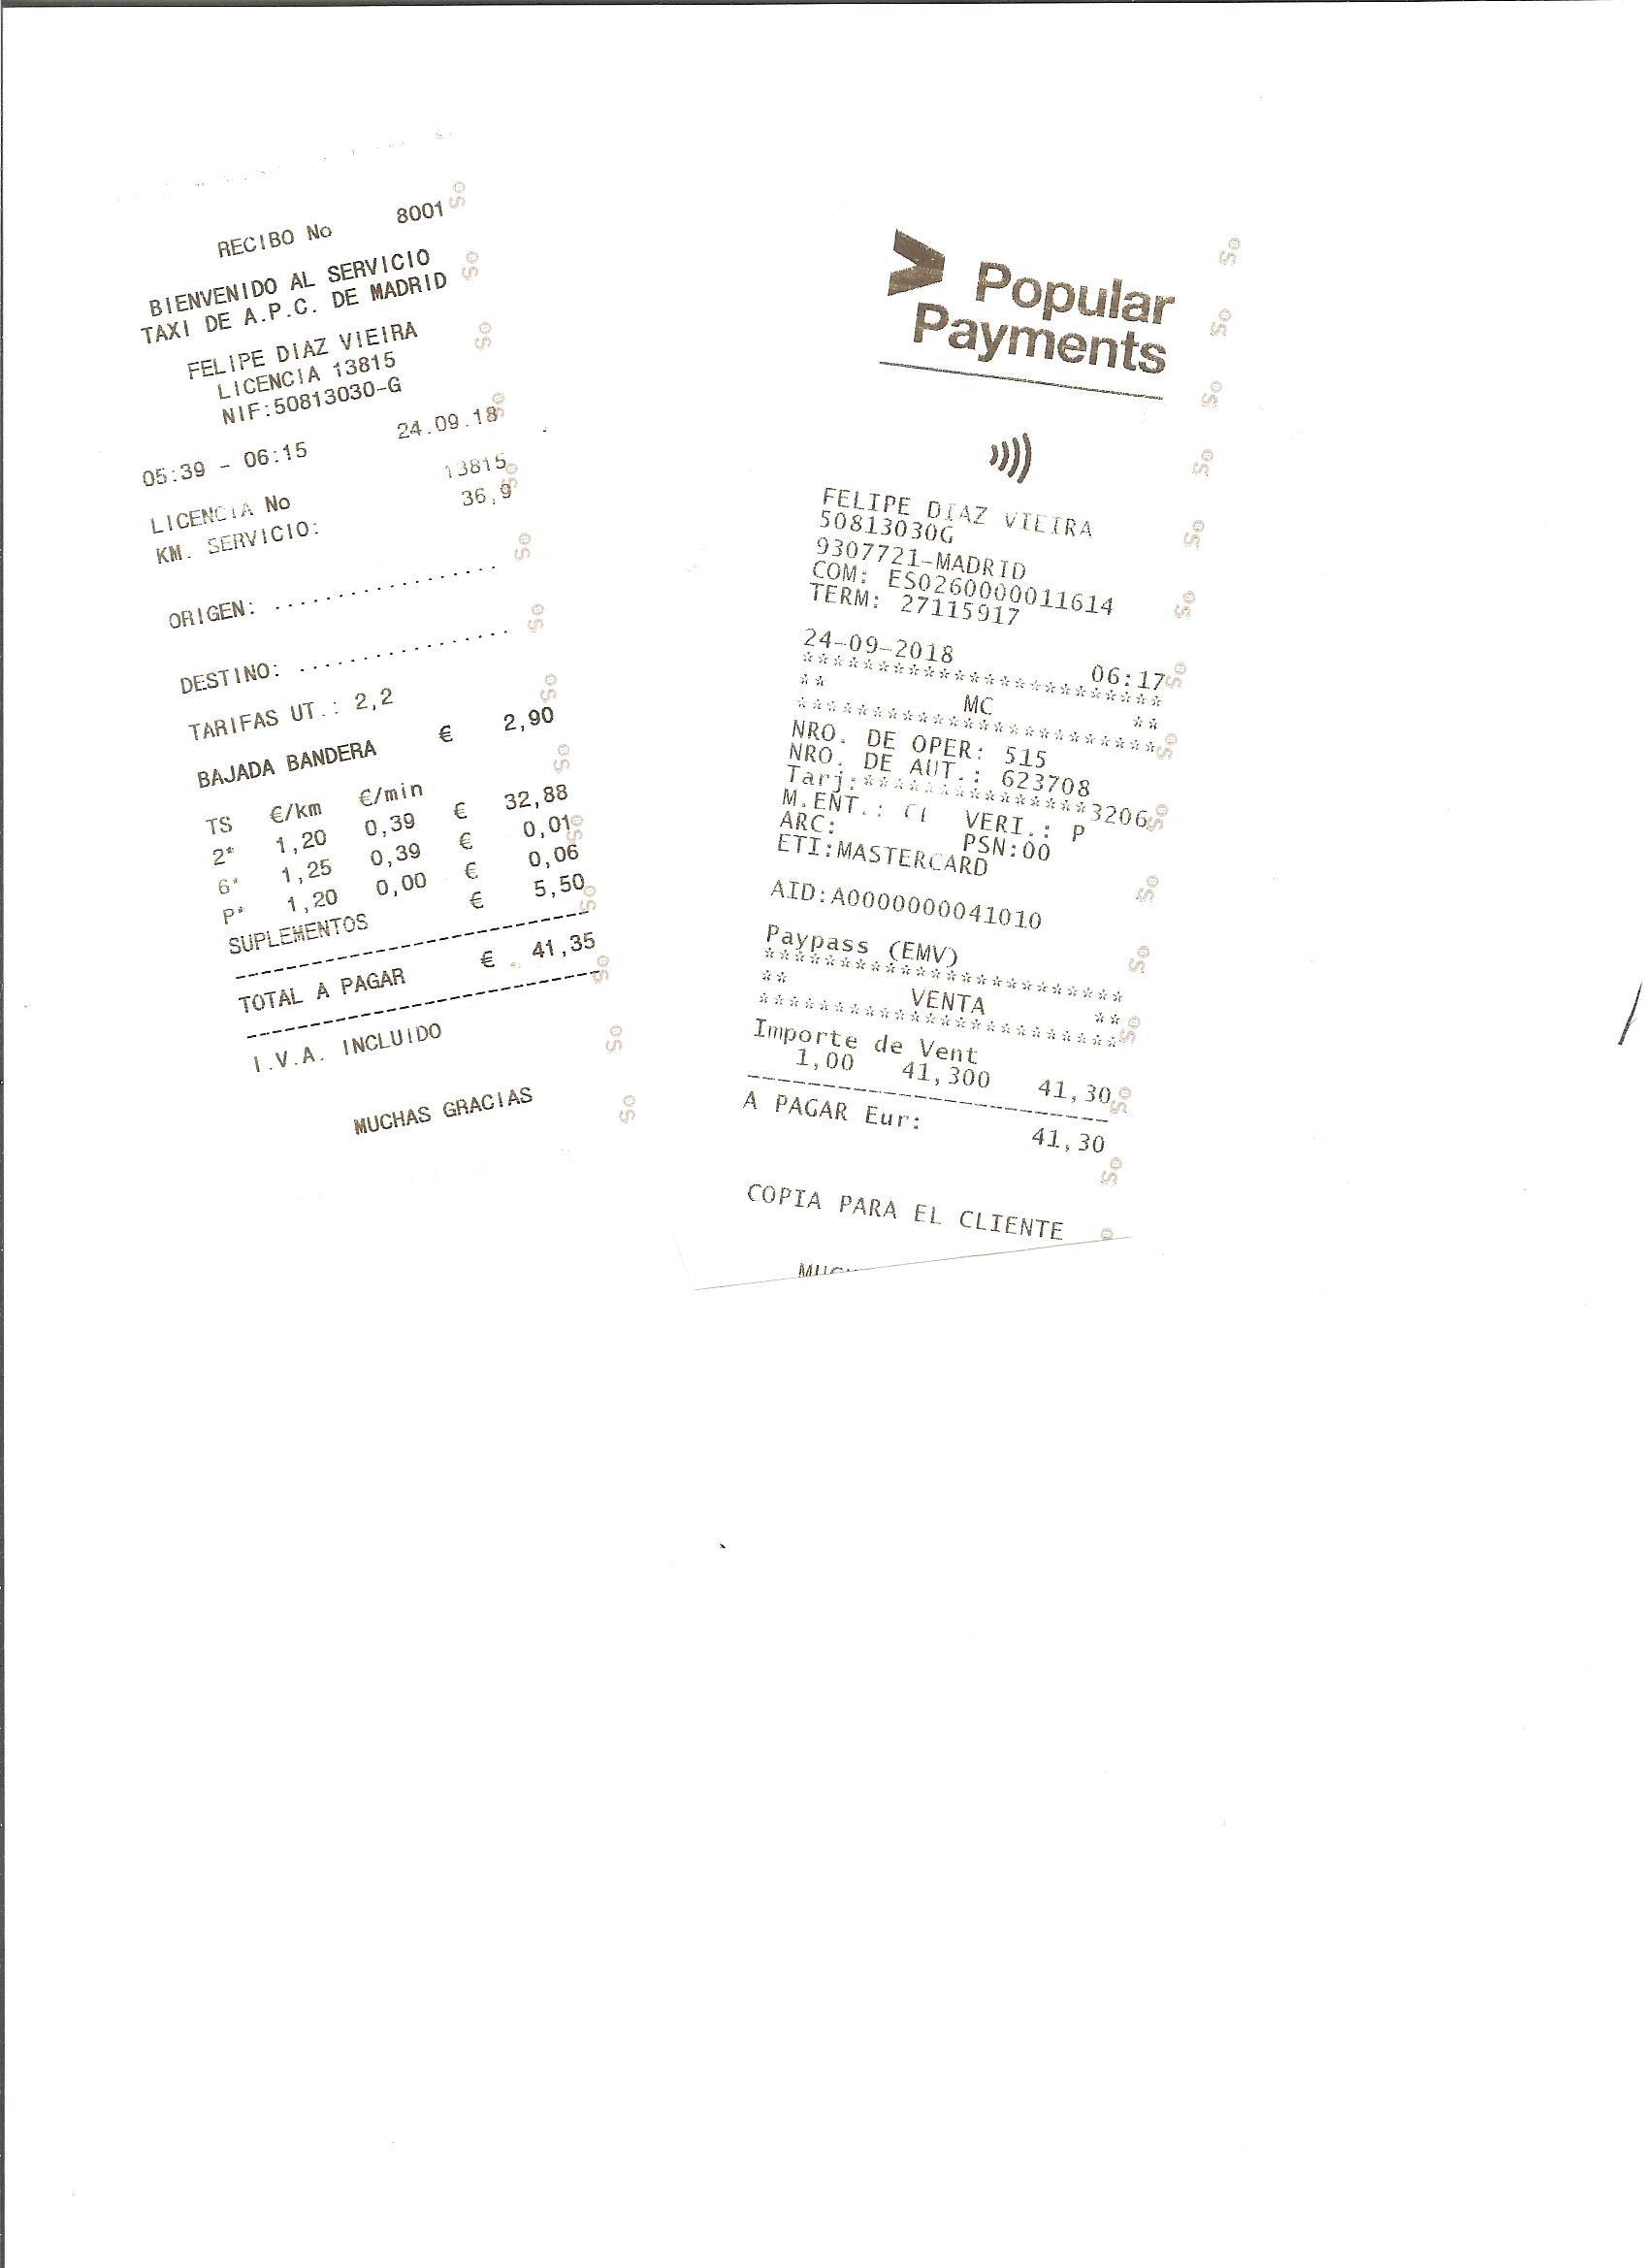 RECIBO No 8001
BIENVENIDO AL SERVICIO
TAXI DE A.P.C. DE MADRID
FELIPE DIAZ VIEIRA
LICENCIA 13815
NIF:50813030-G
05:39 - 06:15 24.09.18
LICENCIA No 13815
KM. SERVICIO: 36,9
ORIGEN: ..................
DESTINO: .................
TARIFAS UT.: 2,2
BAJADA BANDERA € 2,90
TS €/km €/min
2* 1,20 0,39 € 32,88
6* 1,25 0,39 € 0,01
P* 1,20 0,00 € 0,06
SUPLEMENTOS € 5,50
------------------------------
TOTAL A PAGAR € 41,35
------------------------------
I.V.A. INCLUIDO
MUCHAS GRACIAS
Popular
Payments
FELIPE DIAZ VIEIRA
50813030G
9307721-MADRID
COM: ES0260000011614
TERM: 27115917
24-09-2018 06:17
************************
** MC **
************************
NRO. DE OPER: 515
NRO. DE AUT.: 623708
Tarj:***************3206
M.ENT.: CL VERI.: P
ARC: PSN:00
ETI:MASTERCARD
AID:A0000000041010
Paypass (EMV)
************************
** VENTA **
************************
Importe de Vent
1,00 41,300 41,30
------------------------------
A PAGAR Eur: 41,30
COPIA PARA EL CLIENTE